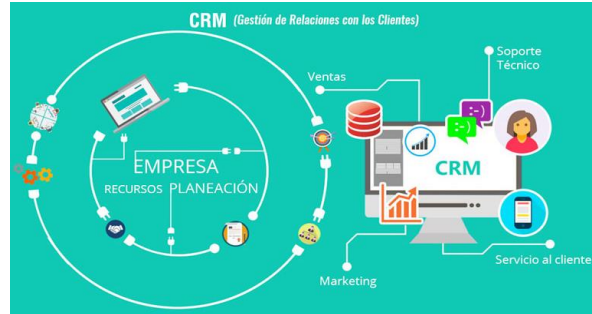 CRM (Gestión de Relaciones con los Clientes)
Soporte
Técnico
Ventas
:-)
:-)
CRM
EMPRESA
RECURSOS PLANEACIÓN
Servicio al cliente
Marketing